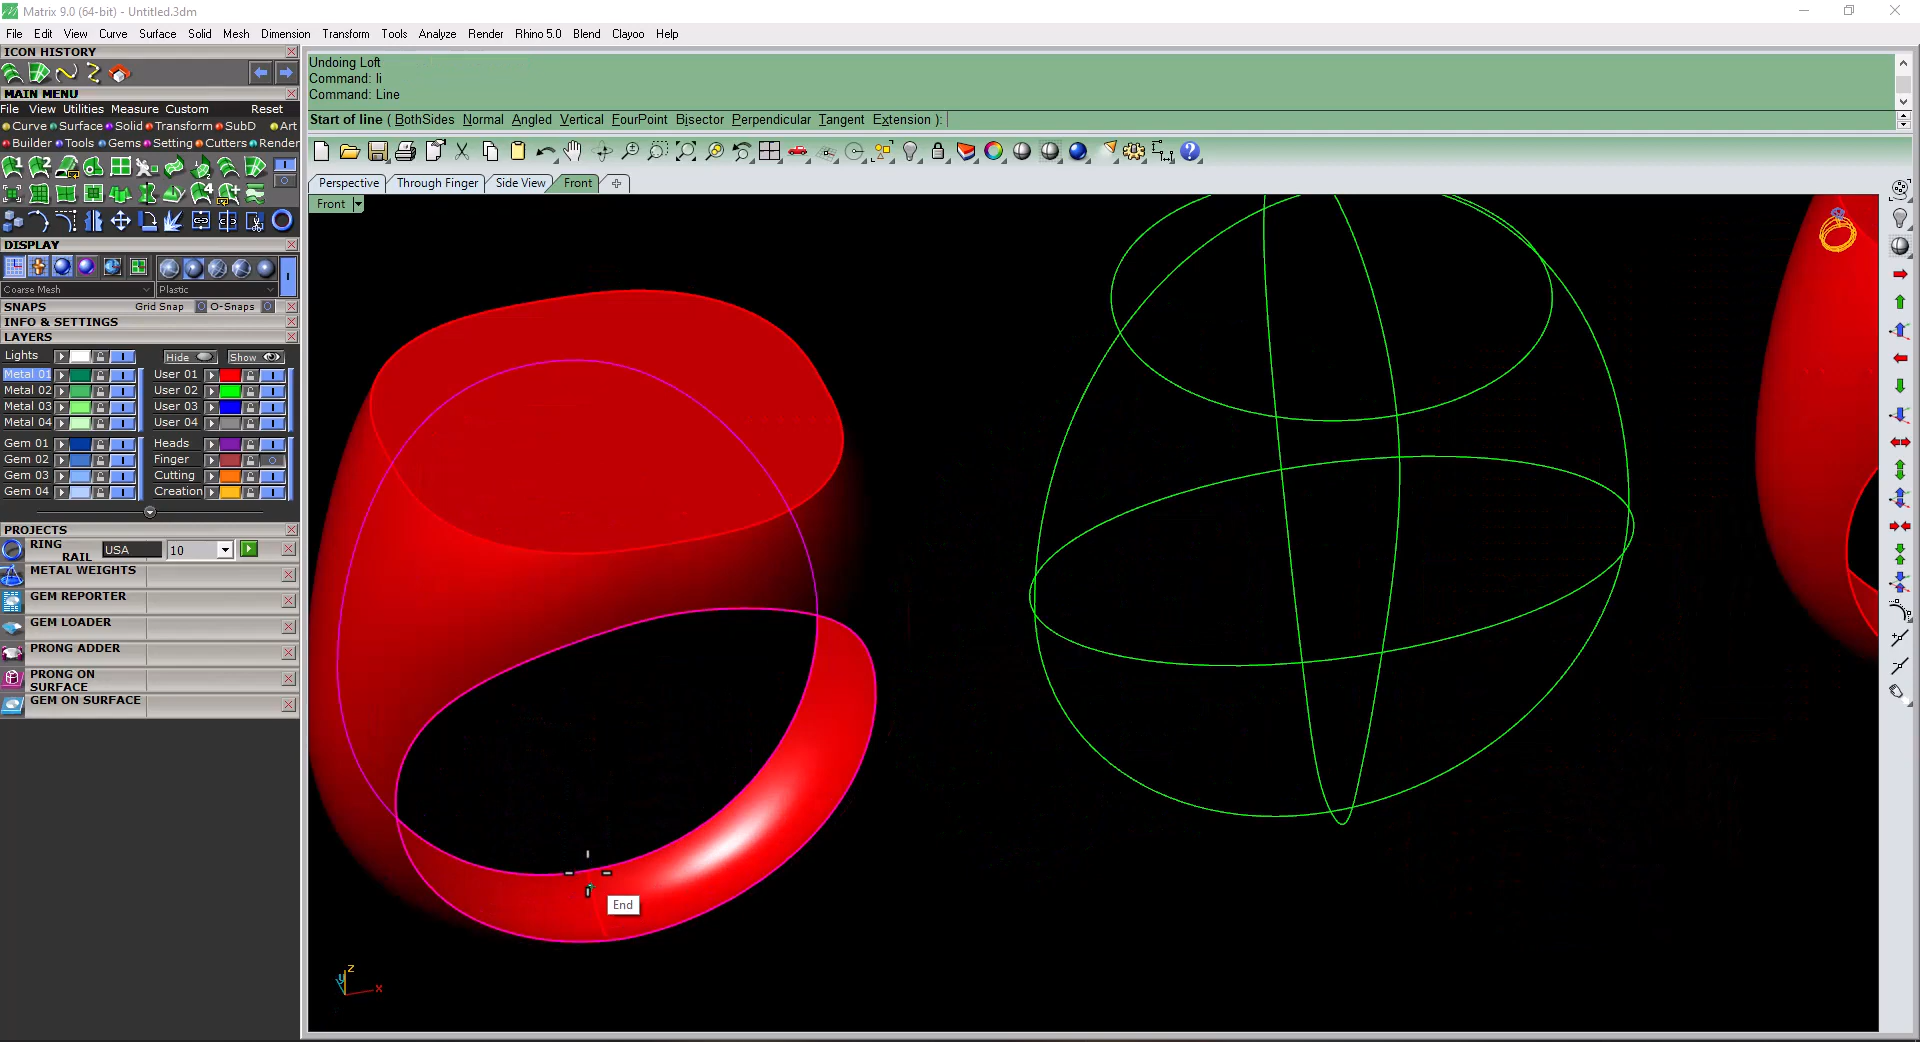 Matrix 9.0 (64-bit) - Untitled.3dm
File Edit View Curve Surface Solid Mesh Dimension Transform Tools Analyze Render Rhino 5.0 Blend Clayoo Help
ICON HISTORY
MAIN MENU
File View Utilities Measure Custom Reset
Curve Surface Solid Transform SubD Art
Builder Tools Gems Setting Cutters Render
DISPLAY
Coarse Mesh Plastic
SNAPS Grid Snap O-Snaps
INFO & SETTINGS
LAYERS
Lights Hide Show
Metal 01 User 01
Metal 02 User 02
Metal 03 User 03
Metal 04 User 04
Gem 01 Heads
Gem 02 Finger
Gem 03 Cutting
Gem 04 Creation
PROJECTS
RING RAIL USA 10
METAL WEIGHTS
GEM REPORTER
GEM LOADER
PRONG ADDER
PRONG ON SURFACE
GEM ON SURFACE
Undoing Loft
Command: li
Command: Line
Start of line ( BothSides Normal Angled Vertical FourPoint Bisector Perpendicular Tangent Extension ):
Perspective Through Finger Side View Front
Front
End
z
y
x